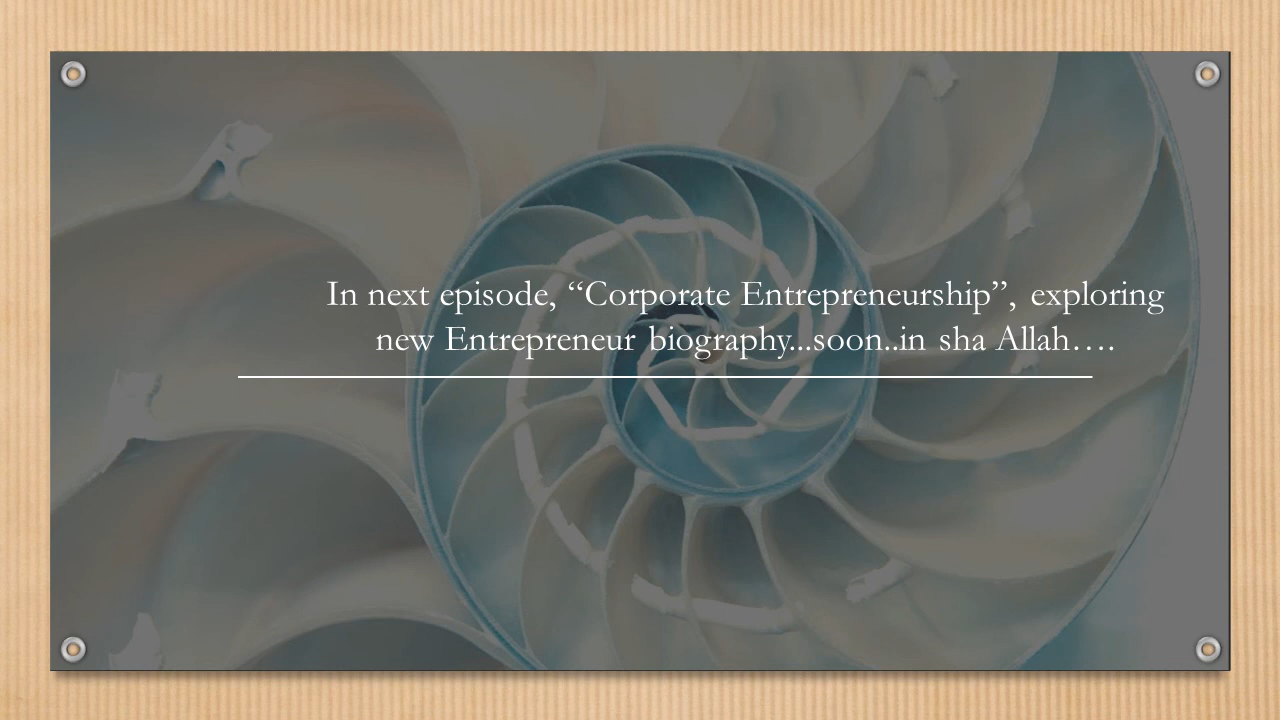 In next episode, “Corporate Entrepreneurship”, exploring
new Entrepreneur biography...soon..in sha Allah….